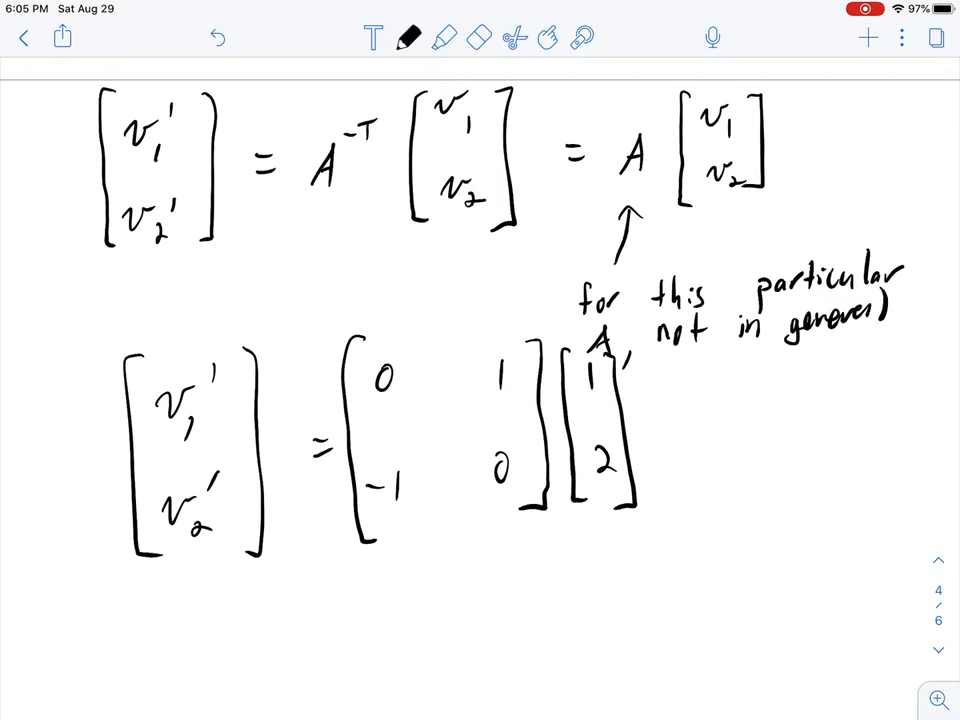 6:05 PM Sat Aug 29 97%
T
[v₁' v₂'] = A⁻ᵀ [v₁ v₂] = A [v₁ v₂]
for this particular
A, not in general
[v₁' v₂'] = [0 1; -1 0] [1 2]
4
/
6